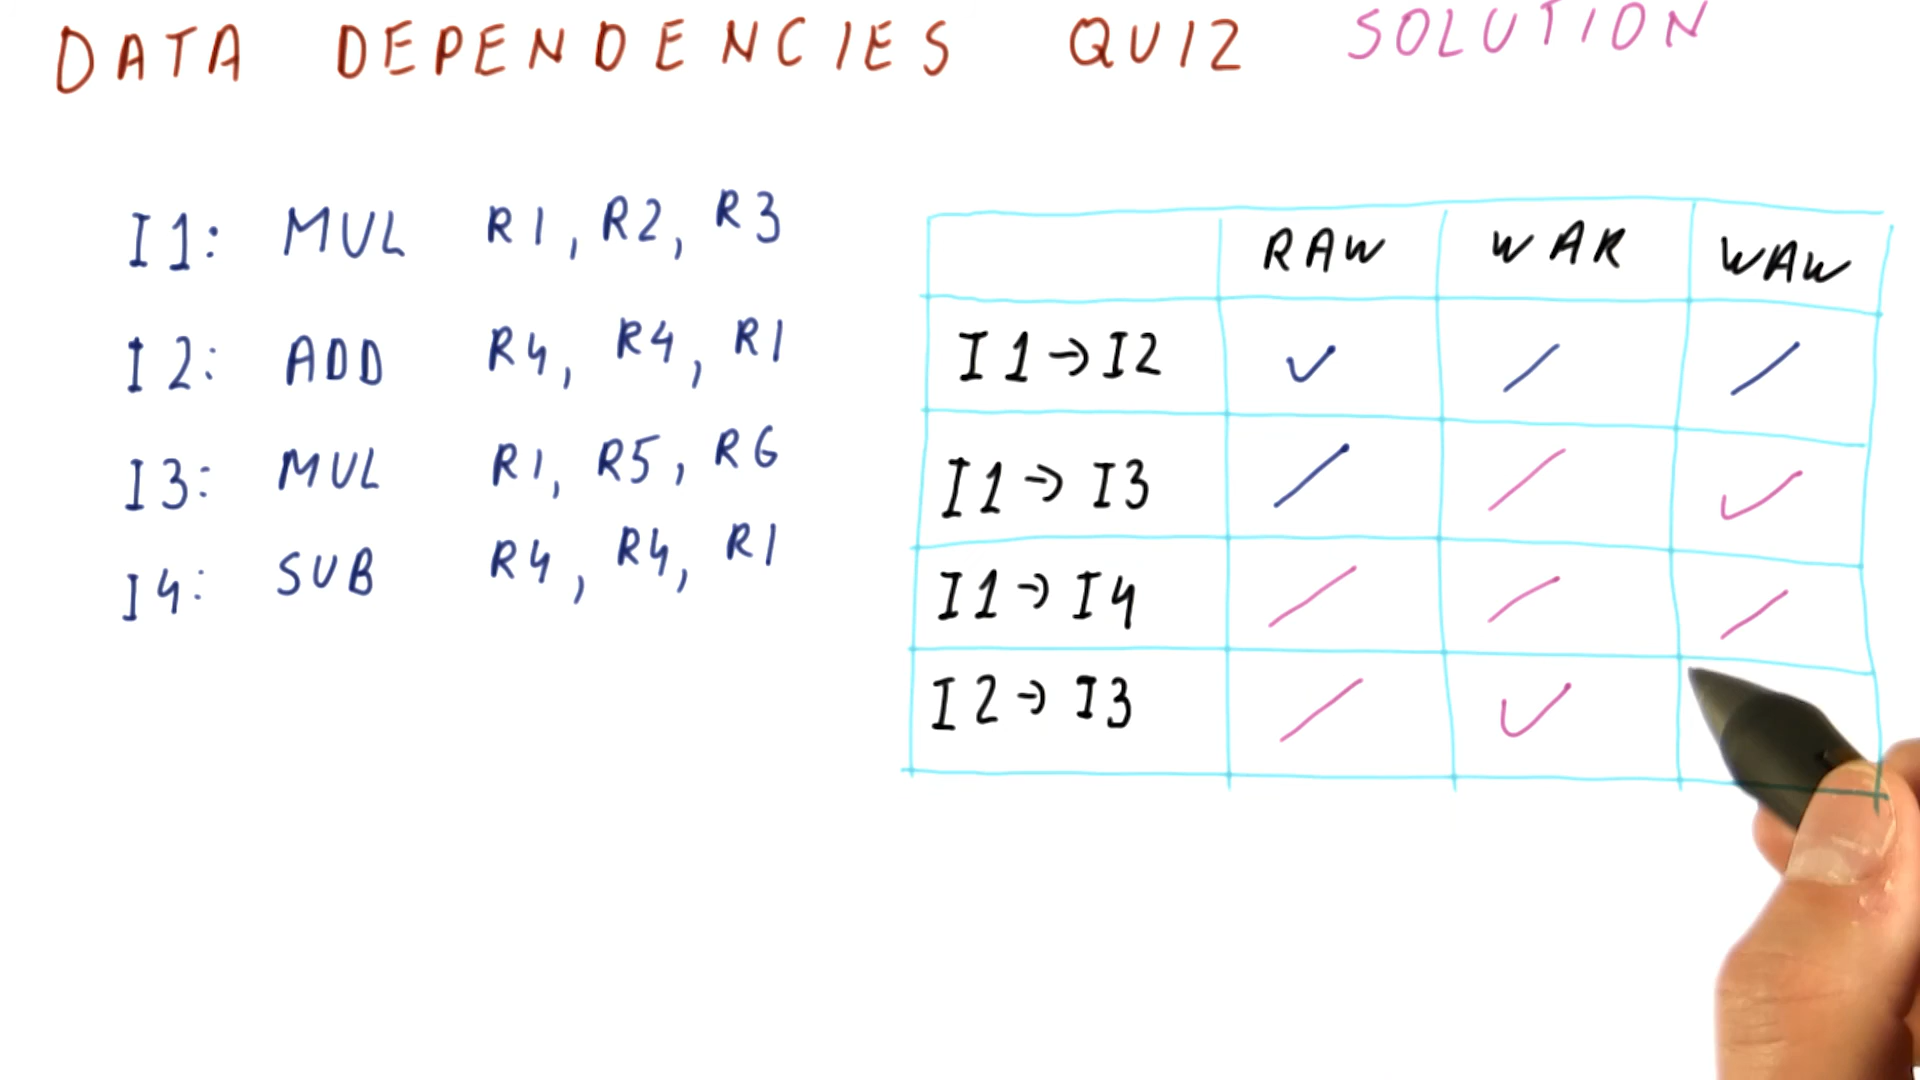 DATA DEPENDENCIES QUIZ SOLUTION
I1: MUL R1, R2, R3
I2: ADD R4, R4, R1
I3: MUL R1, R5, R6
I4: SUB R4, R4, R1
RAW WAR WAW
I1→I2 ✓ / /
I1→I3 / / ✓
I1→I4 / / /
I2→I3 / ✓